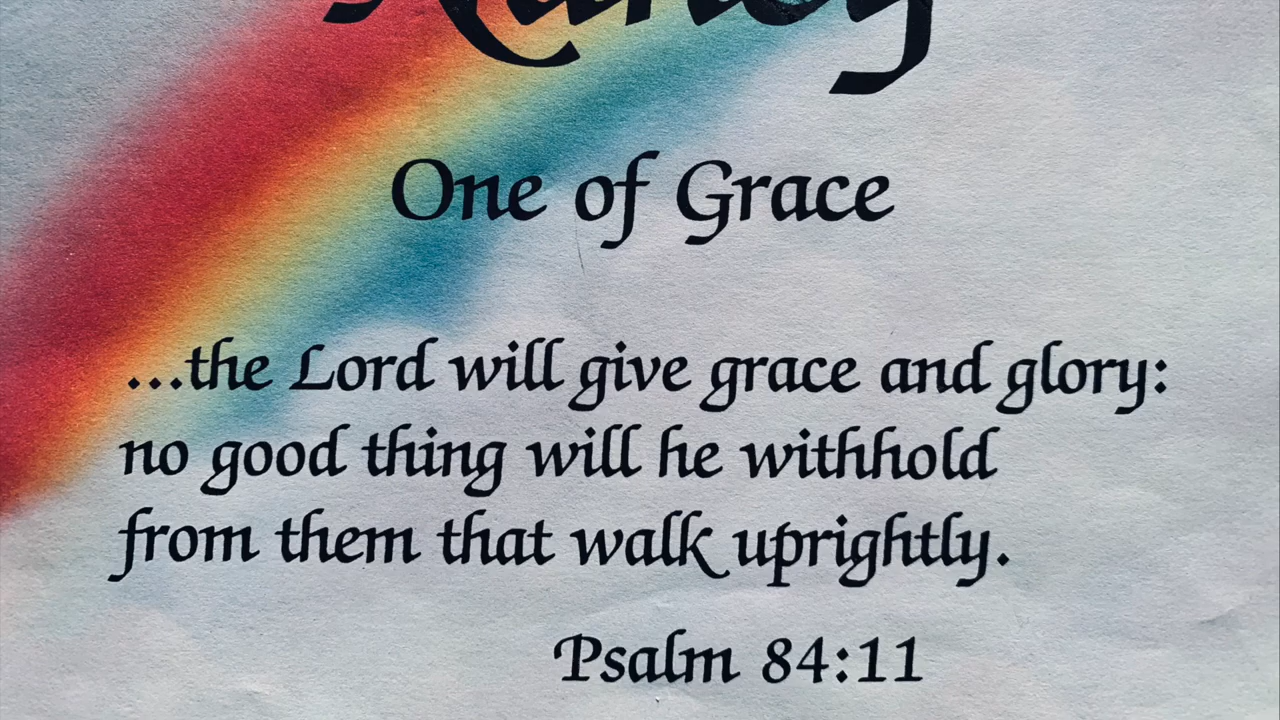 One of Grace
...the Lord will give grace and glory:
no good thing will he withhold
from them that walk uprightly.
Psalm 84:11